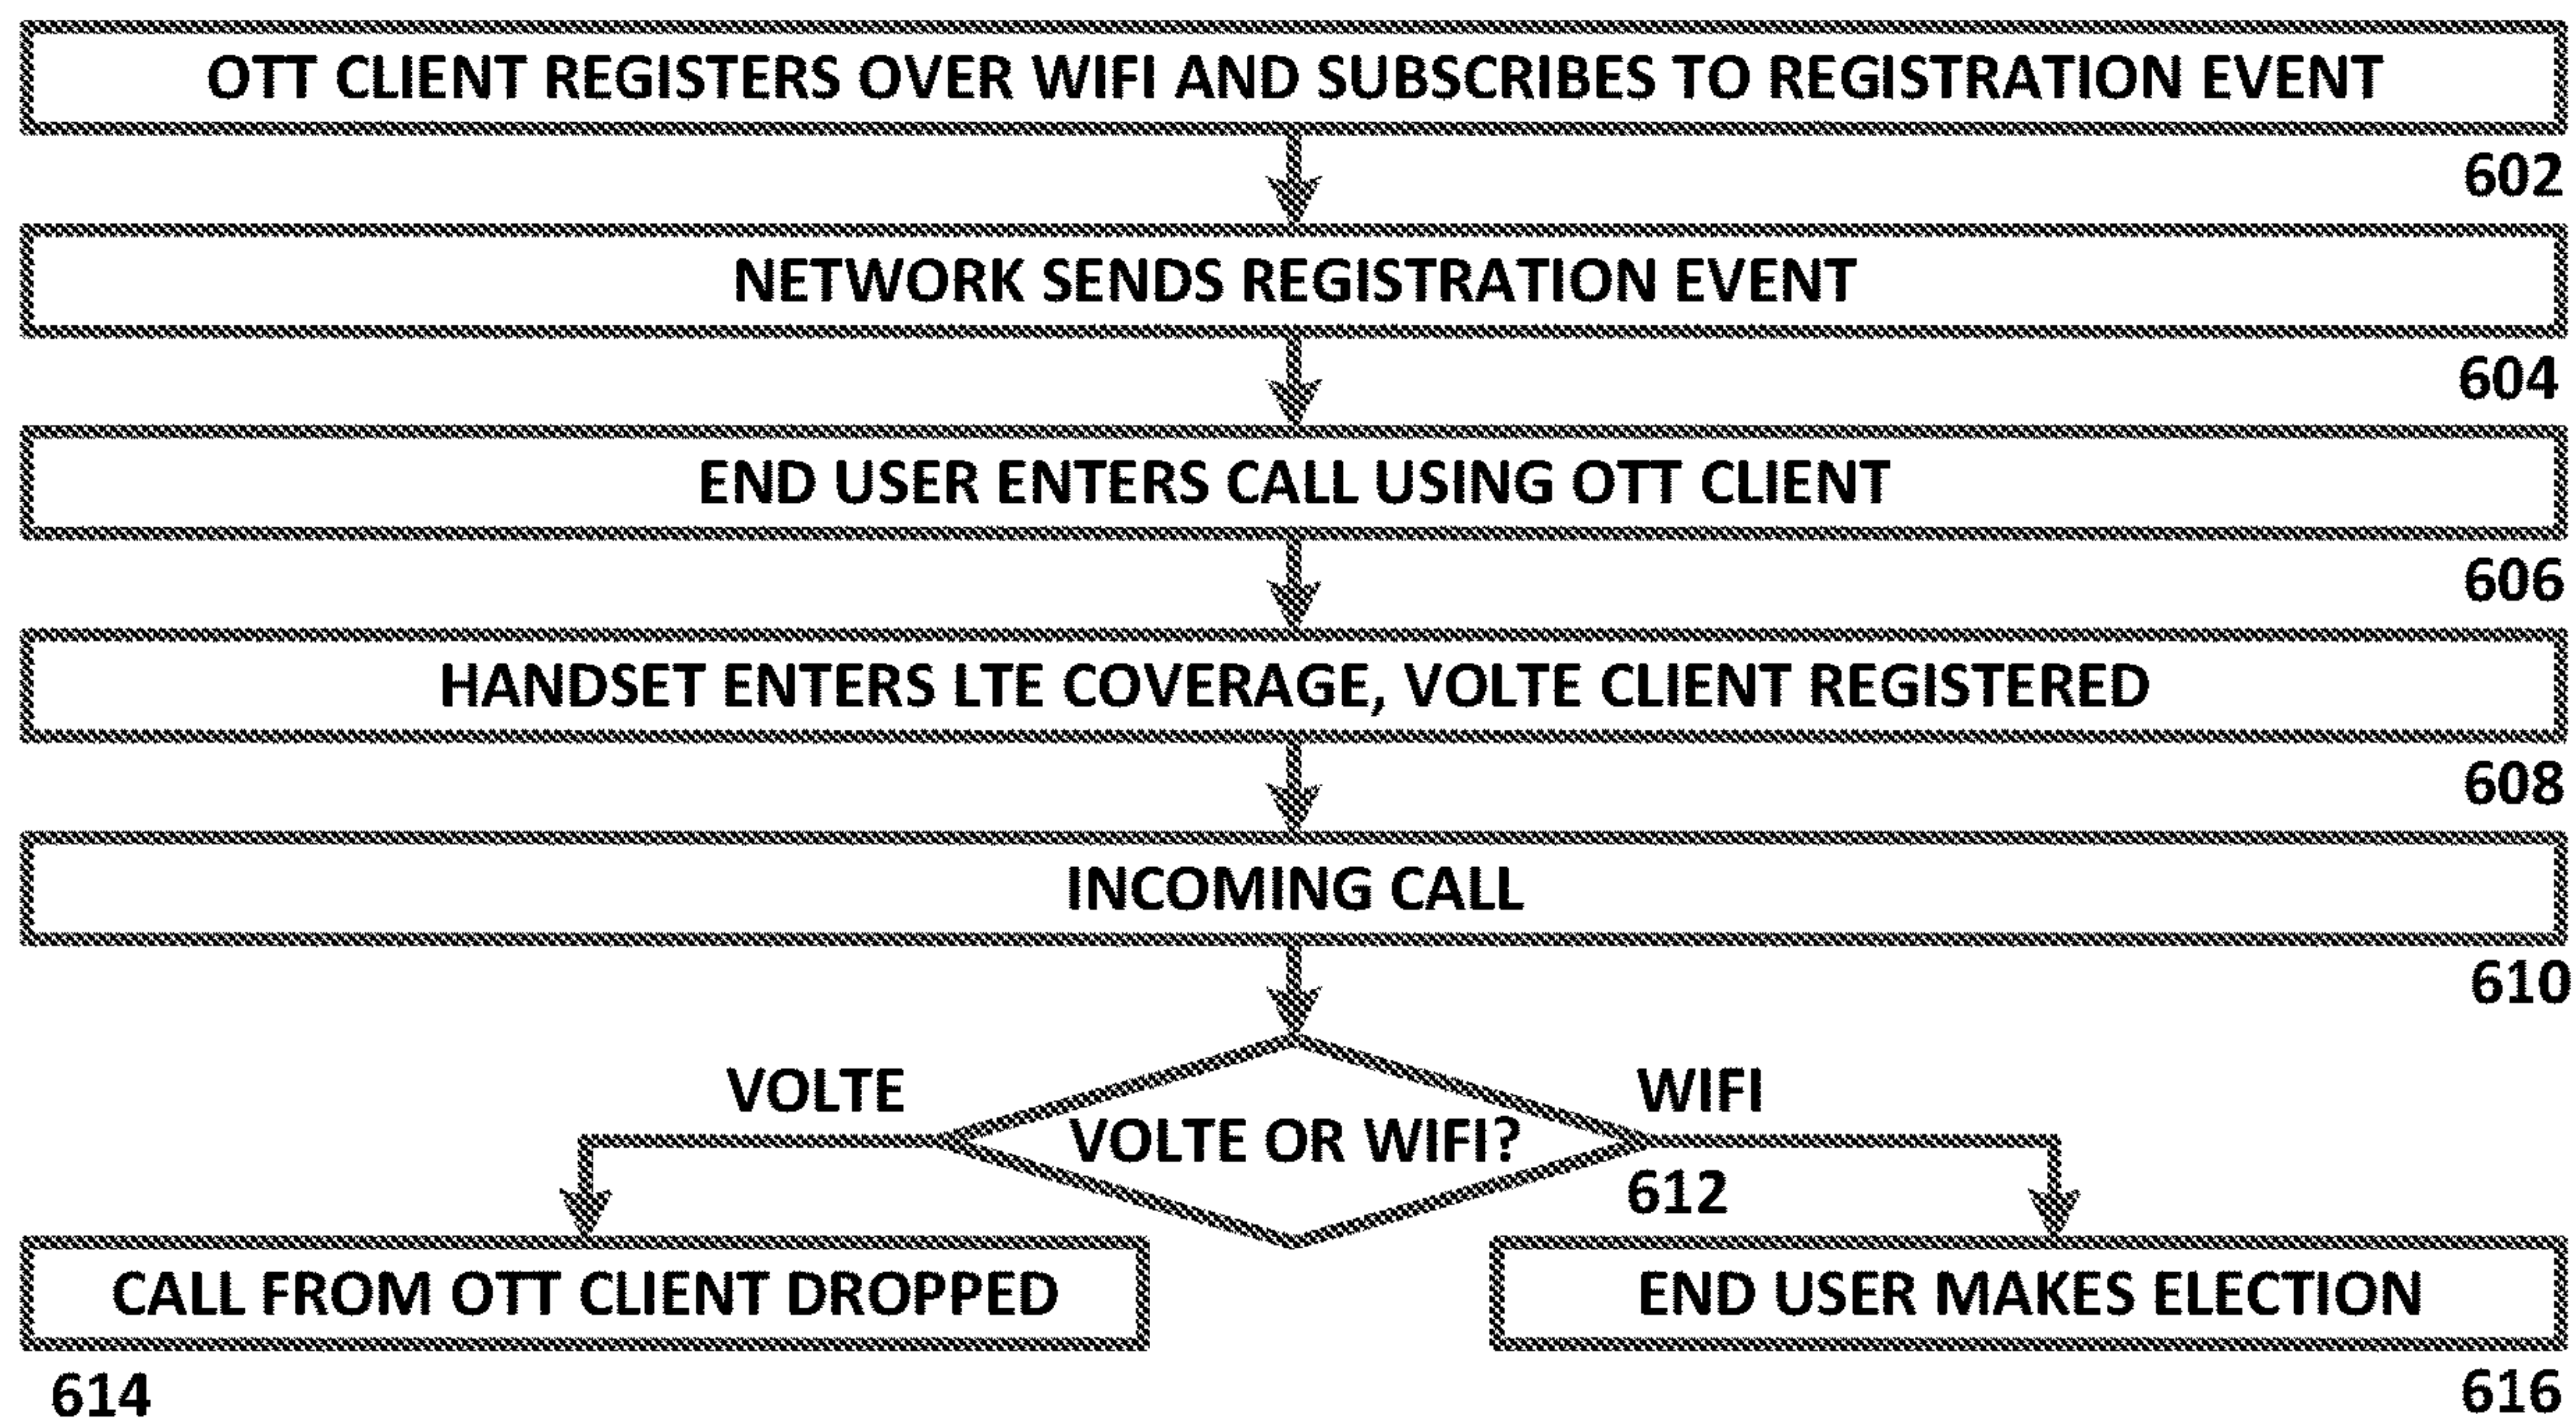 OTT CLIENT REGISTERS OVER WIFI AND SUBSCRIBES TO REGISTRATION EVENT
602
NETWORK SENDS REGISTRATION EVENT
604
END USER ENTERS CALL USING OTT CLIENT
606
HANDSET ENTERS LTE COVERAGE, VOLTE CLIENT REGISTERED
608
INCOMING CALL
610
VOLTE
WIFI
VOLTE OR WIFI?
612
CALL FROM OTT CLIENT DROPPED
END USER MAKES ELECTION
614
616